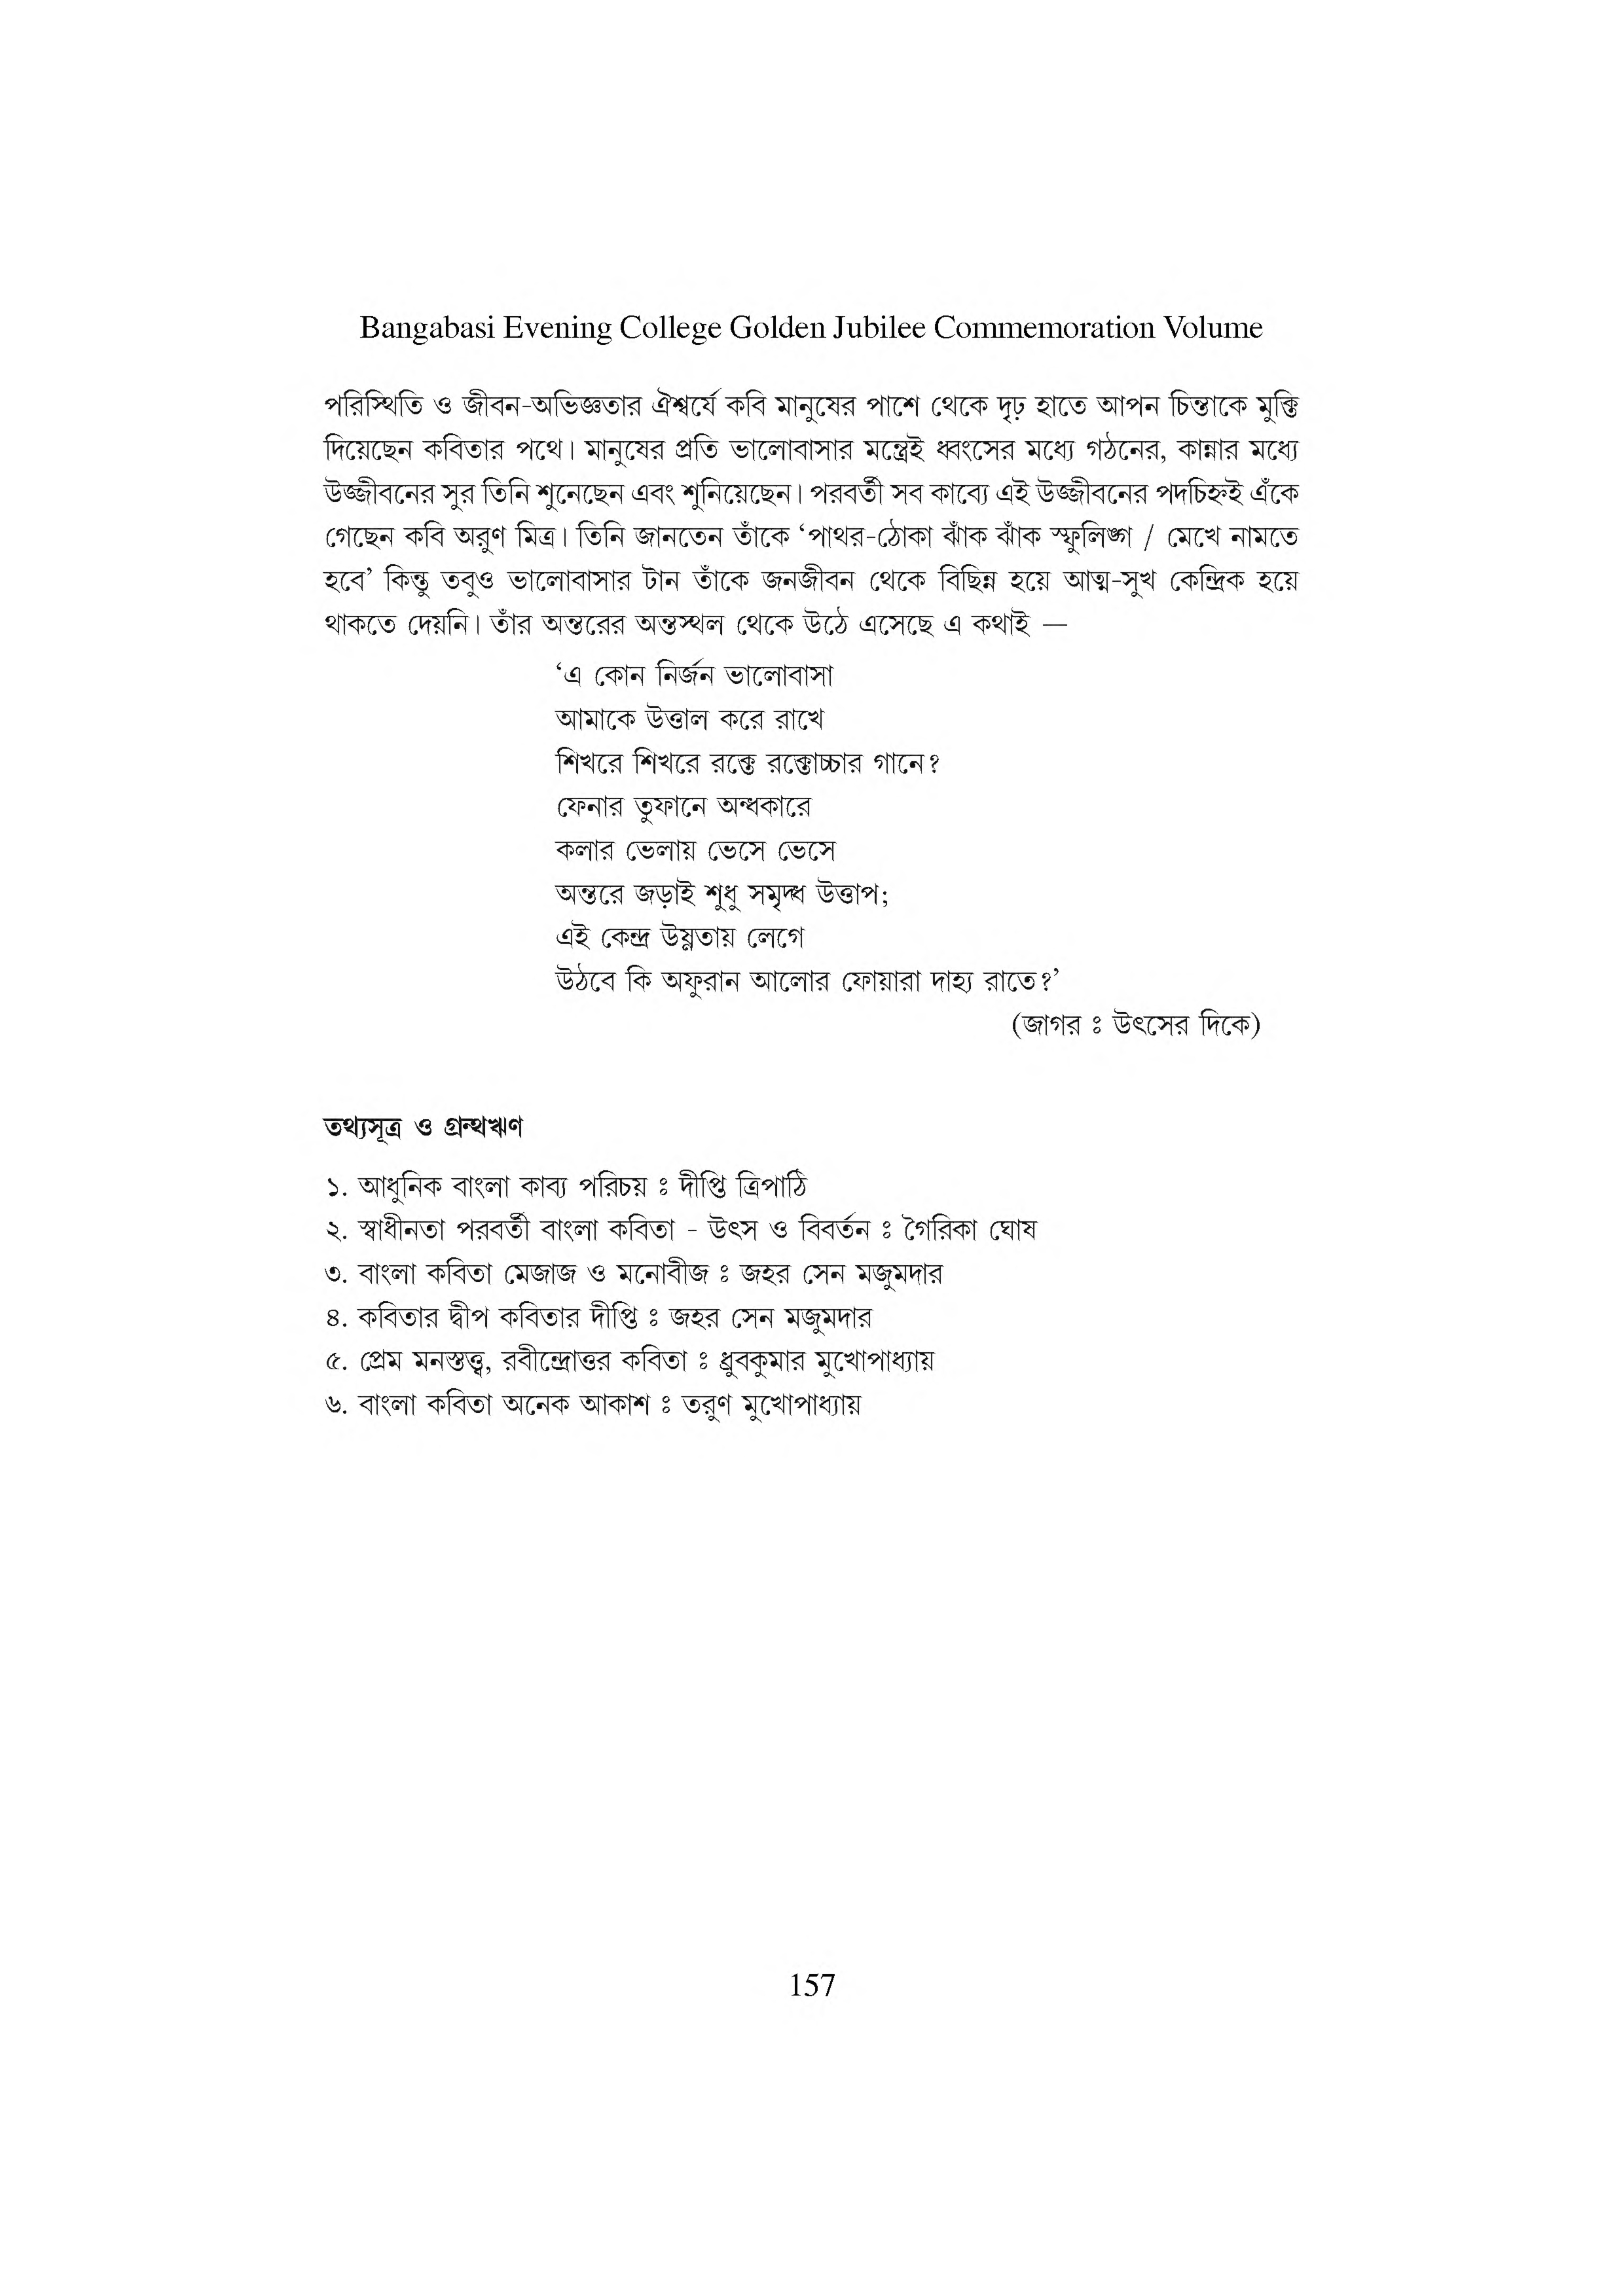 Bangabasi Evening College Golden Jubilee Commemoration Volume
পরিস্থিতি ও জীবন-অভিজ্ঞতার ঐশ্বর্যে কবি মানুষের পাশে থেকে দৃঢ় হাতে আপন চিন্তাকে মুক্তি
দিয়েছেন কবিতার পথে। মানুষের প্রতি ভালোবাসার মন্ত্রেই ধ্বংসের মধ্যে গঠনের, কান্নার মধ্যে
উজ্জীবনের সুর তিনি শুনেছেন এবং শুনিয়েছেন। পরবর্তী সব কাব্যে এই উজ্জীবনের পদচিহ্নই এঁকে
গেছেন কবি অরুণ মিত্র। তিনি জানতেন তাঁকে ‘পাথর-ঠোকা ঝাঁক ঝাঁক স্ফুলিঙ্গ / মেখে নামতে
হবে’ কিন্তু তবুও ভালোবাসার টান তাঁকে জনজীবন থেকে বিছিন্ন হয়ে আত্ম-সুখ কেন্দ্রিক হয়ে
থাকতে দেয়নি। তাঁর অন্তরের অন্তস্থল থেকে উঠে এসেছে এ কথাই —
‘এ কোন নির্জন ভালোবাসা
আমাকে উত্তাল করে রাখে
শিখরে শিখরে রক্তে রক্তোচ্চার গানে?
ফেনার তুফানে অন্ধকারে
কলার ভেলায় ভেসে ভেসে
অন্তরে জড়াই শুধু সমৃদ্ধ উত্তাপ;
এই কেন্দ্র উষ্ণতায় লেগে
উঠবে কি অফুরান আলোর ফোয়ারা দাহ্য রাতে?’
(জাগর ঃ উৎসের দিকে)
তথ্যসূত্র ও গ্রন্থঋণ
১. আধুনিক বাংলা কাব্য পরিচয় ঃ দীপ্তি ত্রিপাঠি
২. স্বাধীনতা পরবর্তী বাংলা কবিতা - উৎস ও বিবর্তন ঃ গৈরিকা ঘোষ
৩. বাংলা কবিতা মেজাজ ও মনোবীজ ঃ জহর সেন মজুমদার
৪. কবিতার দ্বীপ কবিতার দীপ্তি ঃ জহর সেন মজুমদার
৫. প্রেম মনস্তত্ত্ব, রবীন্দ্রোত্তর কবিতা ঃ ধ্রুবকুমার মুখোপাধ্যায়
৬. বাংলা কবিতা অনেক আকাশ ঃ তরুণ মুখোপাধ্যায়
157